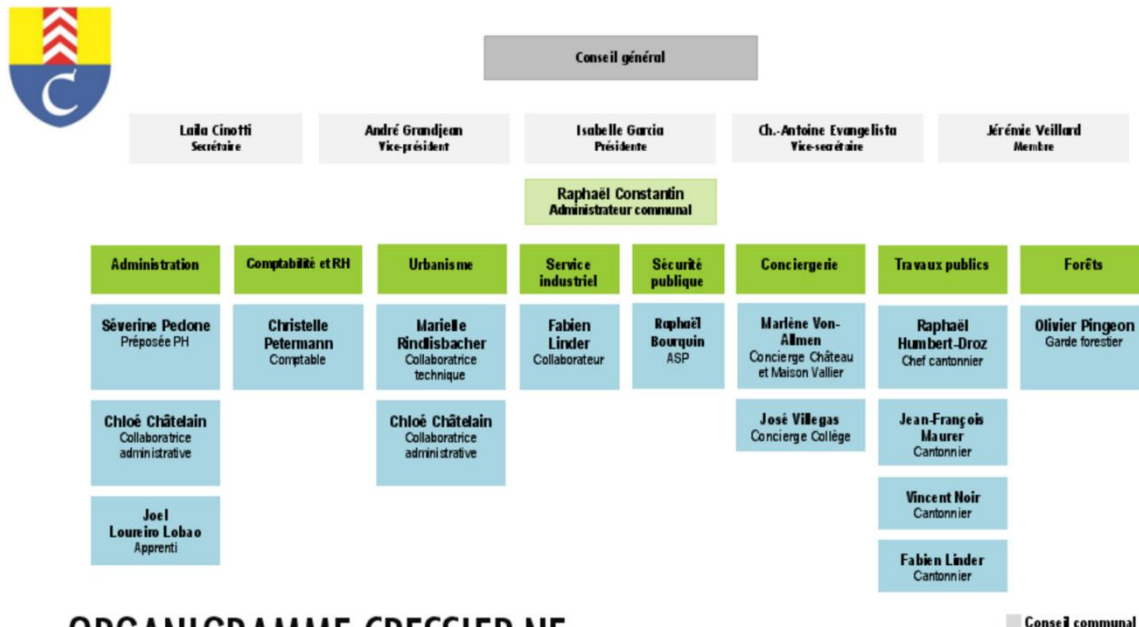 C
Conseil général
Laila Cinotti
Secrétaire
André Grandjean
Vice-président
Isabelle Garcia
Présidente
Ch.-Antoine Evangelista
Vice-secrétaire
Jérémie Veillard
Membre
Raphaël Constantin
Administrateur communal
Administration
Comptabilité et RH
Urbanisme
Service
industriel
Sécurité
publique
Conciergerie
Travaux publics
Forêts
Séverine Pedone
Préposée PH
Christelle
Petermann
Comptable
Marielle
Rindlisbacher
Collaboratrice
technique
Fabien
Linder
Collaborateur
Raphaël
Bourquin
ASP
Marlène Von-
Allmen
Concierge Château
et Maison Vallier
Raphaël
Humbert-Droz
Chef cantonnier
Olivier Pingeon
Garde forestier
Chloé Châtelain
Collaboratrice
administrative
Chloé Châtelain
Collaboratrice
administrative
José Villegas
Concierge Collège
Jean-François
Maurer
Cantonnier
Joel
Loureiro Lobao
Apprenti
Vincent Noir
Cantonnier
Fabien Linder
Cantonnier
ORGANIGRAMME CRESSIER NE
Conseil communal